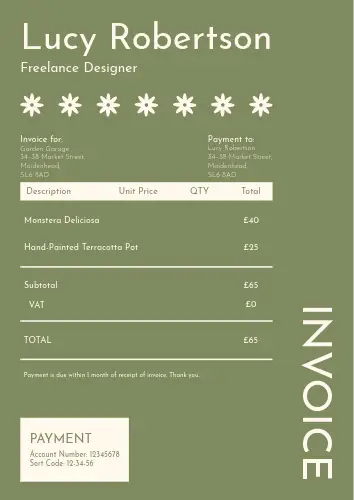 Lucy Robertson
Freelance Designer
Invoice for:
Garden Garage
34-38 Market Street,
Maidenhead,
SL6 8AD
Payment to:
Lucy Robertson
34-38 Market Street,
Maidenhead,
SL6 8AD
Description Unit Price QTY Total
Monstera Deliciosa £40
Hand-Painted Terracotta Pot £25
Subtotal £65
VAT £0
TOTAL £65
Payment is due within 1 month of receipt of invoice. Thank you.
INVOICE
PAYMENT
Account Number: 12345678
Sort Code: 12-34-56